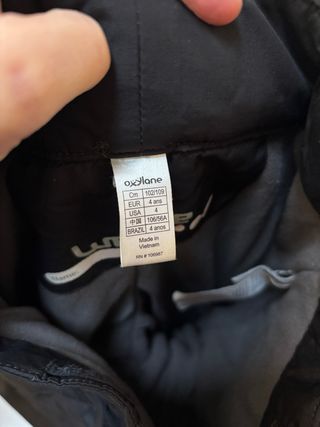 oxylane
Cm 102/109
EUR 4 ans
USA 4
中国 106/56A
BRAZIL 4 anos
Made in
Vietnam
RN # 106987
Name